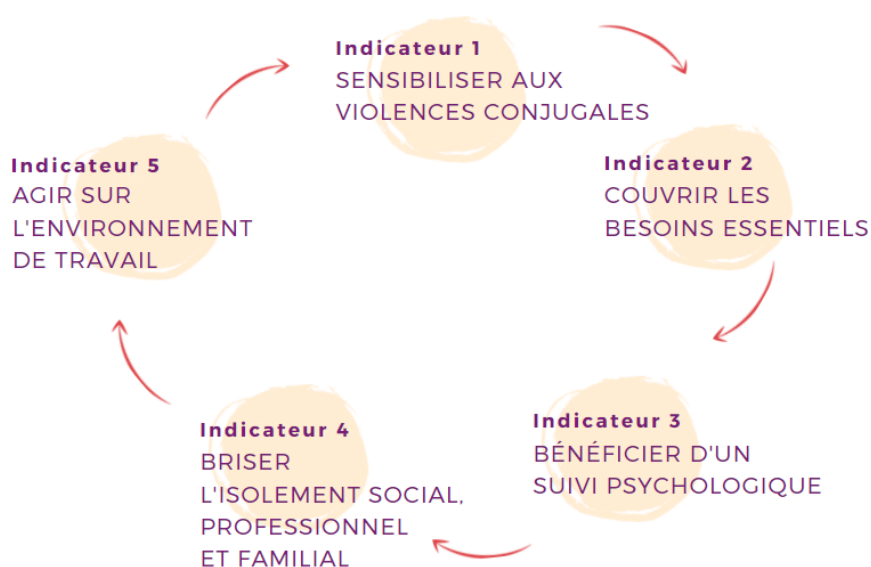 Indicateur 1
SENSIBILISER AUX
VIOLENCES CONJUGALES
Indicateur 2
COUVRIR LES
BESOINS ESSENTIELS
Indicateur 3
BÉNÉFICIER D'UN
SUIVI PSYCHOLOGIQUE
Indicateur 4
BRISER
L'ISOLEMENT SOCIAL,
PROFESSIONNEL
ET FAMILIAL
Indicateur 5
AGIR SUR
L'ENVIRONNEMENT
DE TRAVAIL